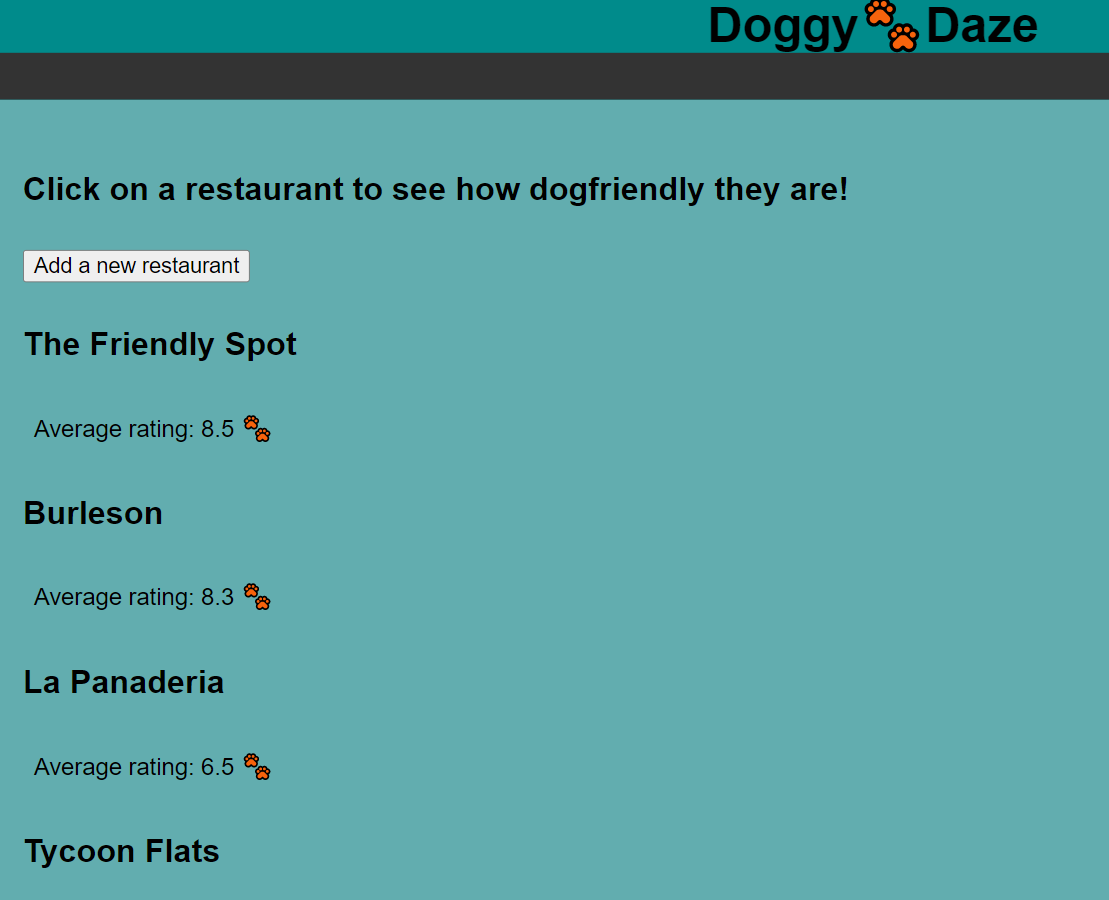 Doggy Daze
Click on a restaurant to see how dogfriendly they are!
Add a new restaurant
The Friendly Spot
Average rating: 8.5
Burleson
Average rating: 8.3
La Panaderia
Average rating: 6.5
Tycoon Flats